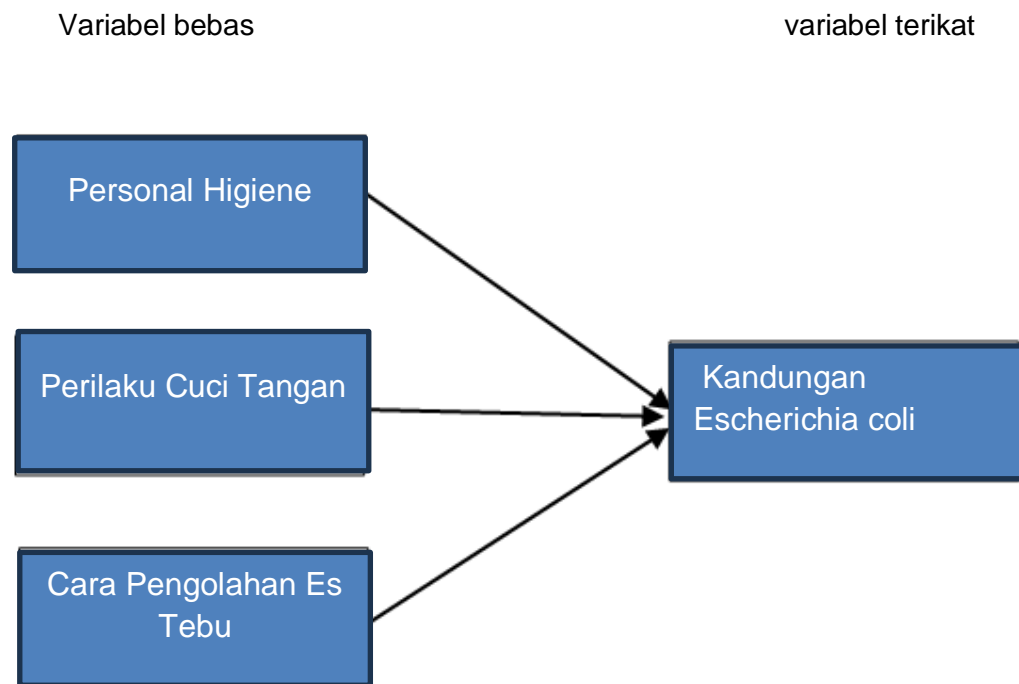 Variabel bebas
variabel terikat
Personal Higiene
Perilaku Cuci Tangan
Kandungan
Escherichia coli
Cara Pengolahan Es
Tebu